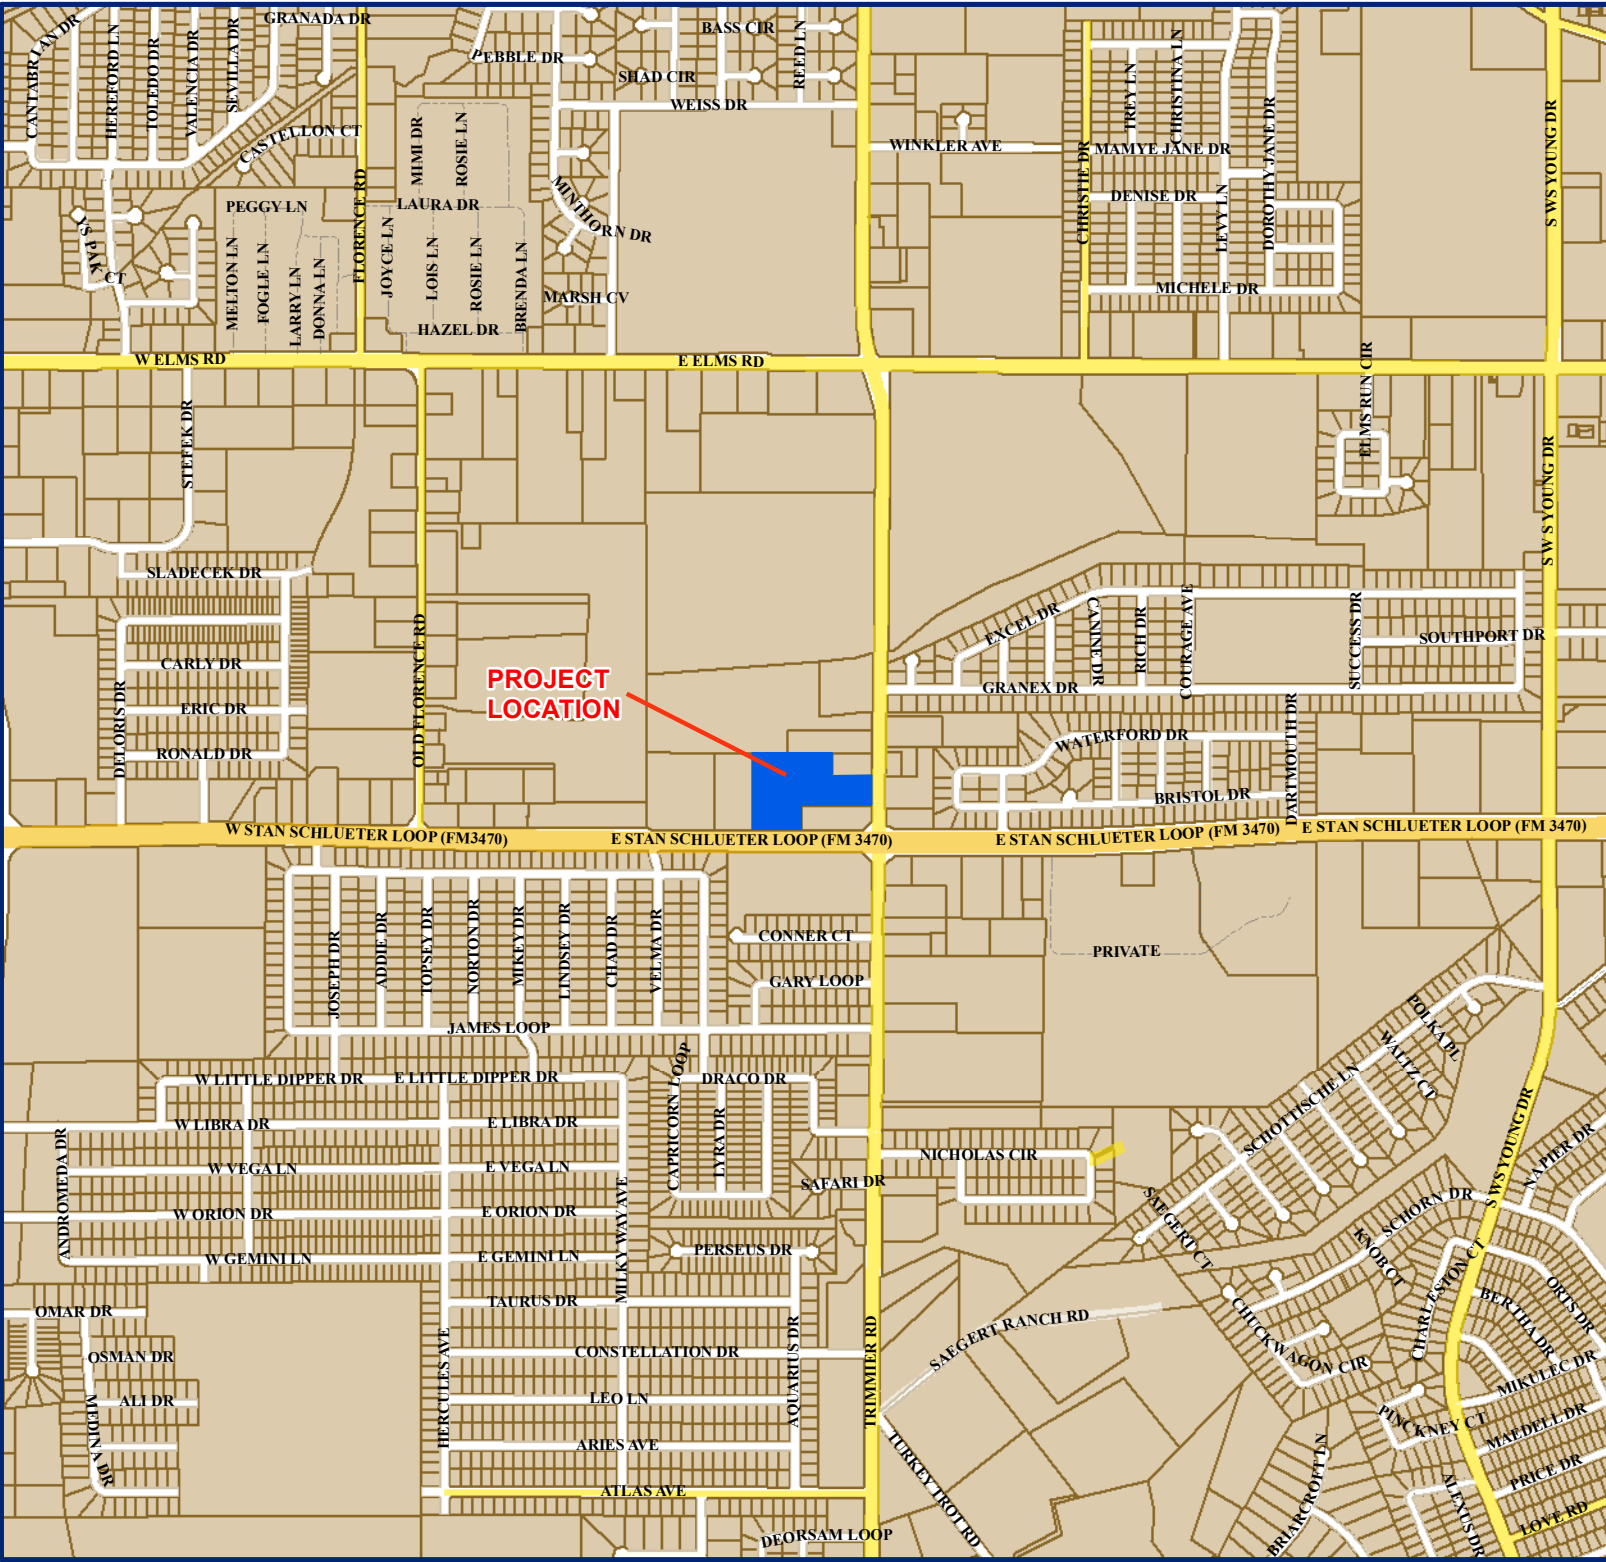 GRANADA DR
CANTABRIAN DR
HEREFORD LN
TOLEDO DR
VALENCIA DR
SEVILLA DR
CASTELLON CT
PEBBLE DR
BASS CIR
SHAD CIR
REED LN
WEISS DR
WINKLER AVE
CHRISTIE DR
TREY LN
CHRISTINA LN
MAMYE JANE DR
DENISE DR
LEVY LN
DOROTHY JANE DR
MICHELE DR
S WS YOUNG DR
MIMI DR
ROSIE LN
FLORENCE RD
LAURA DR
MINTHORN DR
PEGGY LN
MELTON LN
FOGLE LN
LARRY LN
DONNA LN
JOYCE LN
LOIS LN
ROSIE LN
BRENDA LN
MARSH CV
HAZEL DR
YS PAK CT
W ELMS RD
E ELMS RD
ELMS RUN CIR
STEFEK DR
S W S YOUNG DR
SLADECEK DR
CARLY DR
ERIC DR
RONALD DR
DELORIS DR
OLD FLORENCE RD
PROJECT
LOCATION
EXCEL DR
CANINE DR
RICH DR
COURAGE AVE
SUCCESS DR
SOUTHPORT DR
GRANEX DR
WATERFORD DR
DARTMOUTH DR
BRISTOL DR
W STAN SCHLUETER LOOP (FM3470)
E STAN SCHLUETER LOOP (FM 3470)
E STAN SCHLUETER LOOP (FM 3470)
E STAN SCHLUETER LOOP (FM 3470)
JOSEPH DR
ADDIE DR
TOPSEY DR
NORTON DR
MIKEY DR
LINDSEY DR
CHAD DR
VELMA DR
CONNER CT
GARY LOOP
PRIVATE
JAMES LOOP
POLKA PL
WALTZ CT
SCHOTTISCHE LN
W LITTLE DIPPER DR
E LITTLE DIPPER DR
CAPRICORN LOOP
DRACO DR
LYRA DR
W LIBRA DR
E LIBRA DR
ANDROMEDA DR
W VEGA LN
E VEGA LN
NICHOLAS CIR
SAFARI DR
W ORION DR
E ORION DR
MILKY WAY AVE
W GEMINI LN
E GEMINI LN
PERSEUS DR
SAEGERT CT
SCHORN DR
KNOB CT
S WS YOUNG DR
NAPIER DR
CHARLESTON CT
ORTS DR
BERTHA DR
TAURUS DR
OMAR DR
OSMAN DR
ALI DR
MEDINA DR
HERCULES AVE
CONSTELLATION DR
LEO LN
ARIES AVE
AQUARIUS DR
TRIMMER RD
SAEGERT RANCH RD
CHUCKWAGON CIR
MIKULEC DR
PINCKNEY CT
MAEDELL DR
PRICE DR
LOVE RD
ALEXUS DR
BRIARCROFT LN
TURKEY TROT RD
ATLAS AVE
DEORSAM LOOP